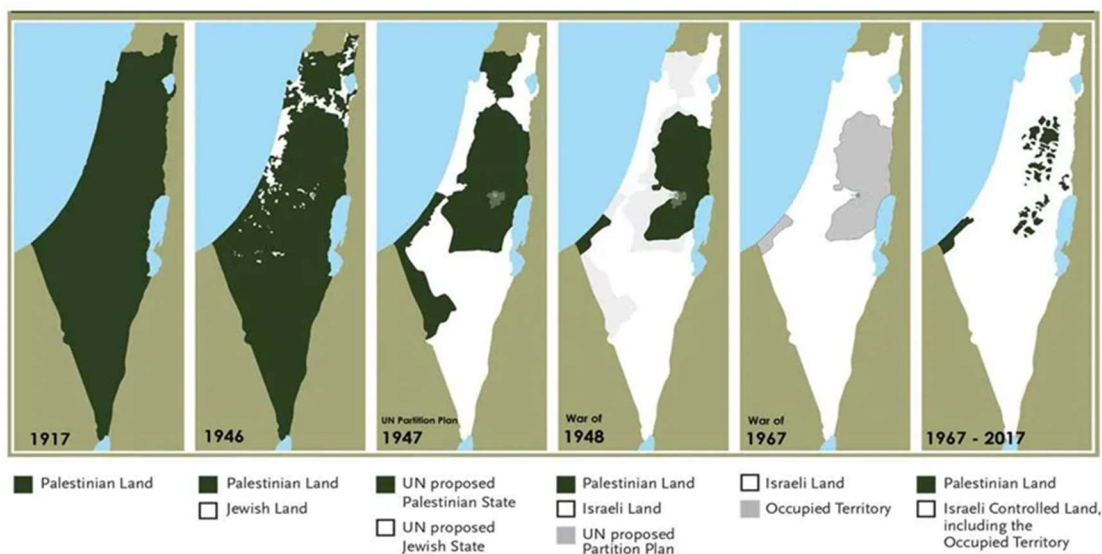 1917
1946
UN Partition Plan
1947
War of
1948
War of
1967
1967 - 2017
Palestinian Land
Palestinian Land
Jewish Land
UN proposed
Palestinian State
UN proposed
Jewish State
Palestinian Land
Israeli Land
UN proposed
Partition Plan
Israeli Land
Occupied Territory
Palestinian Land
Israeli Controlled Land,
including the
Occupied Territory